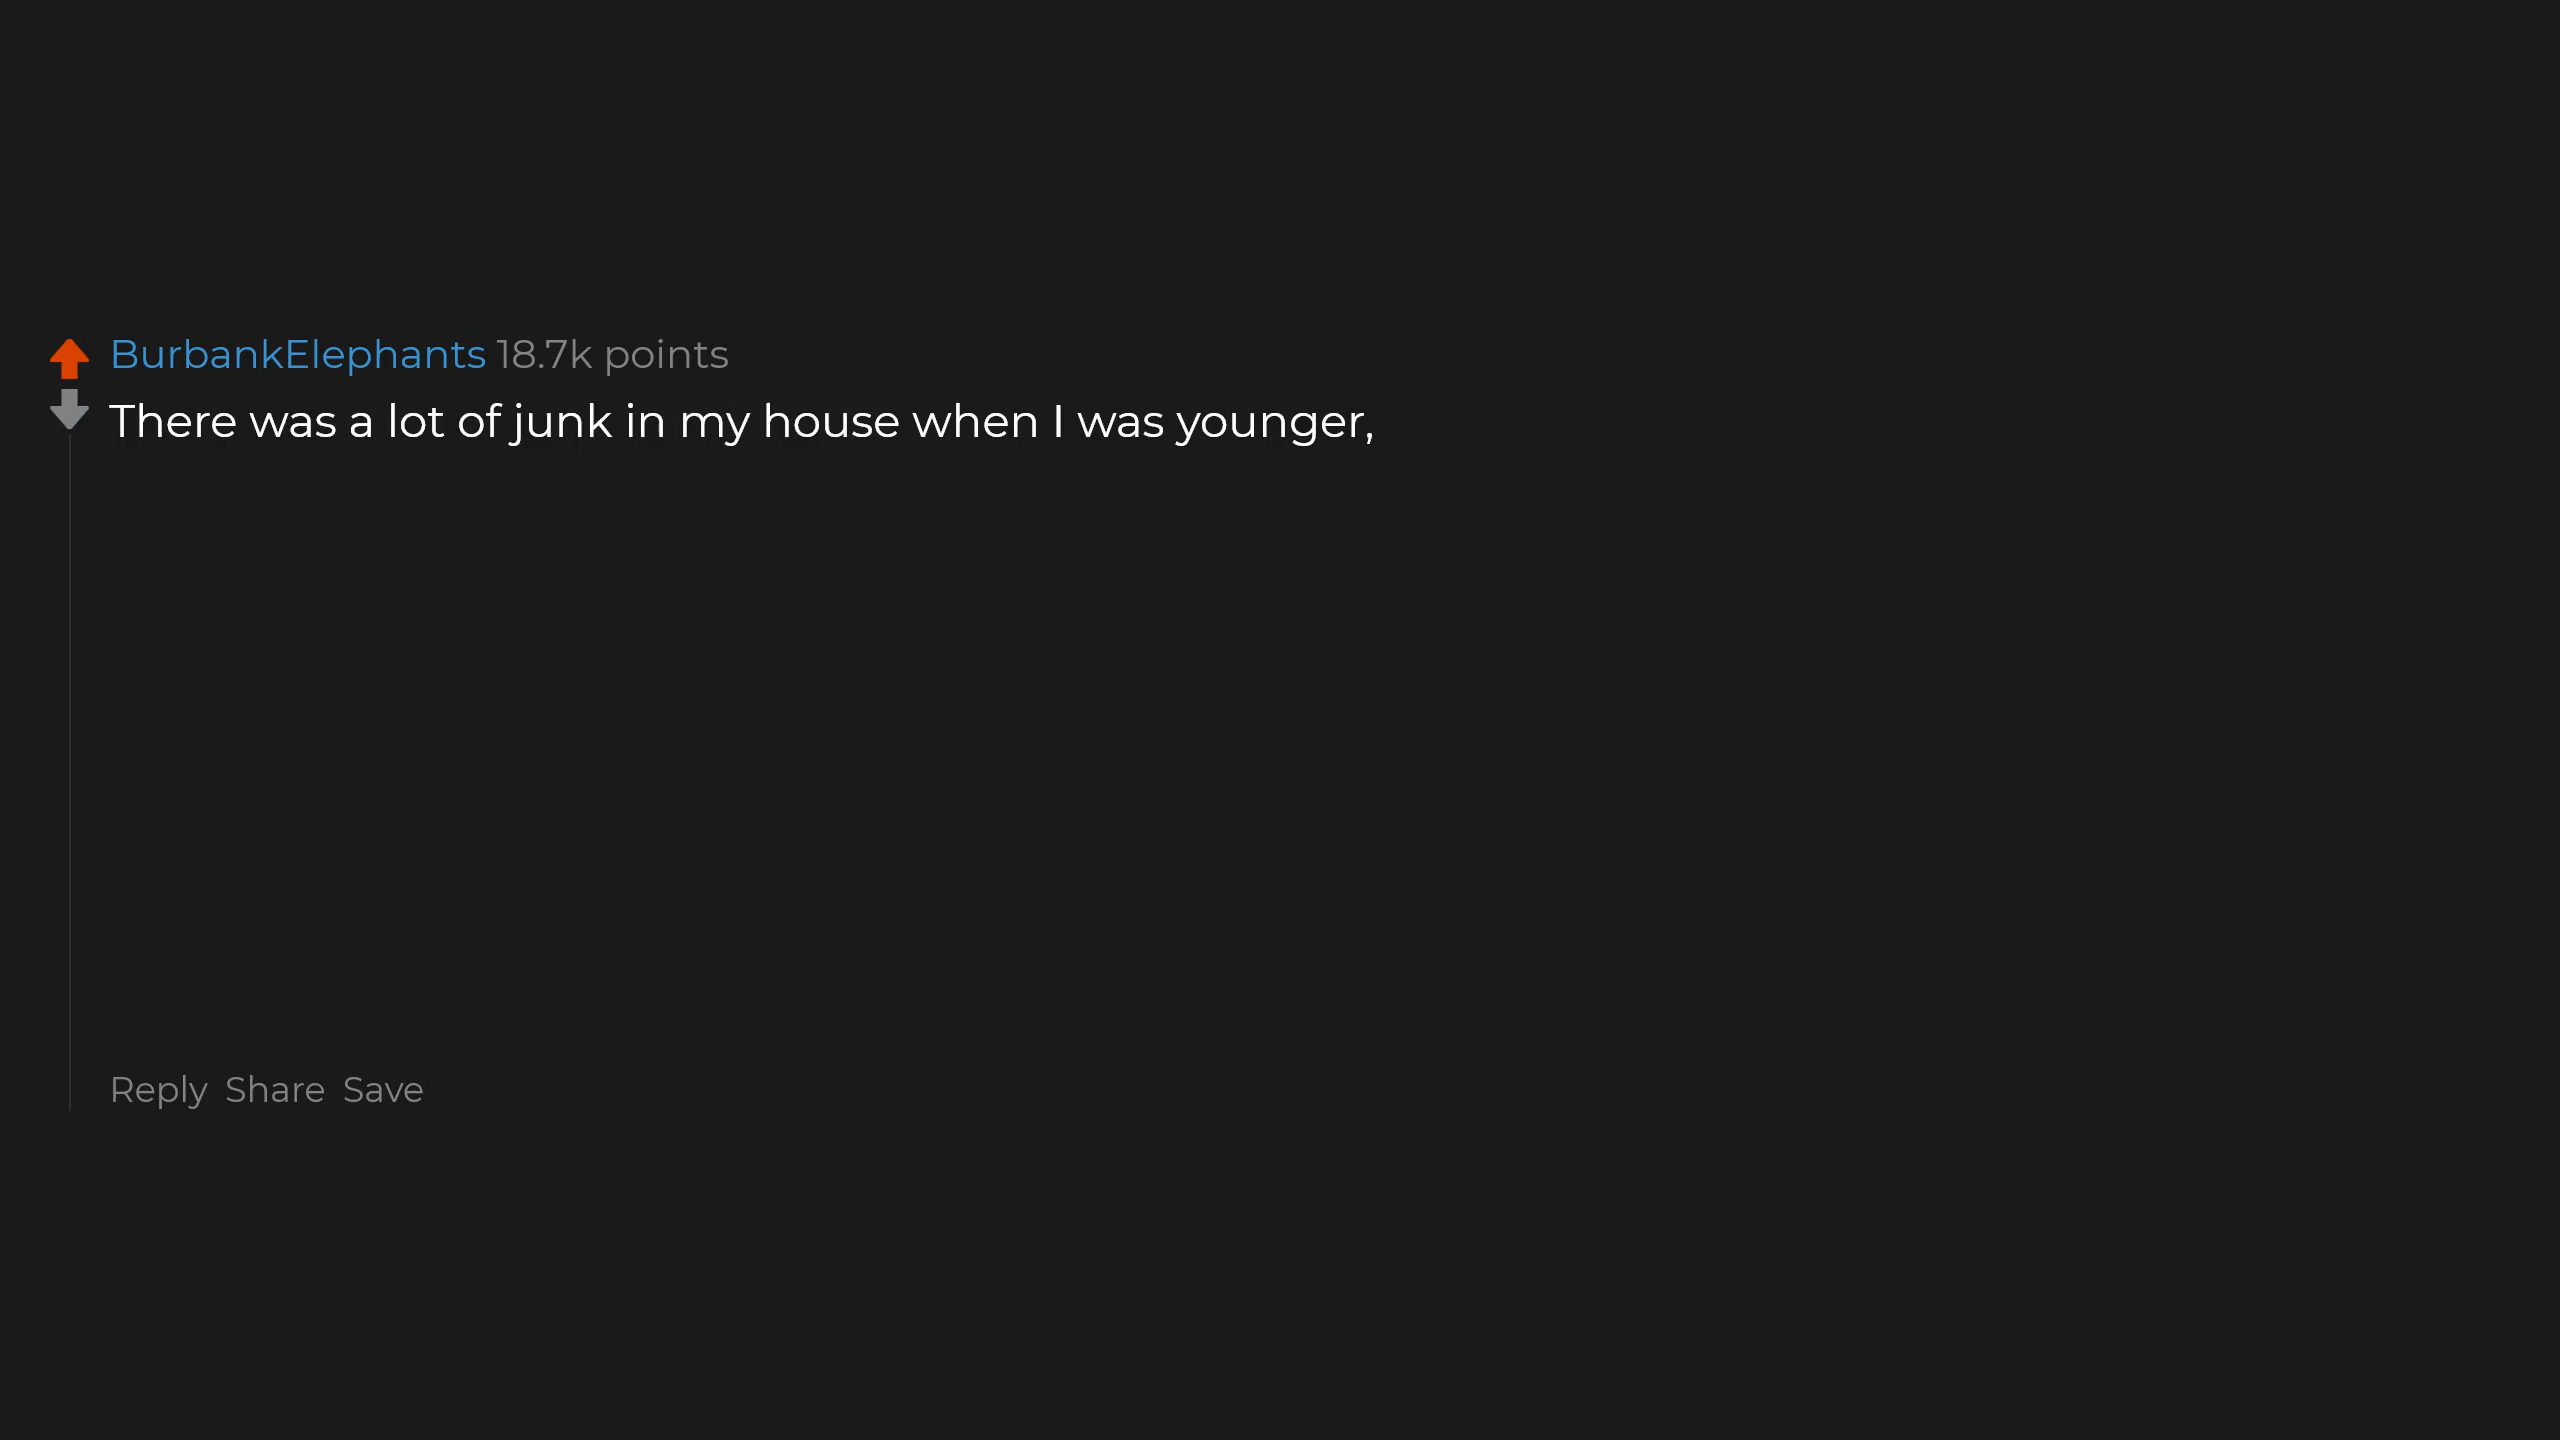 BurbankElephants 18.7k points
There was a lot of junk in my house when I was younger,
Reply Share Save